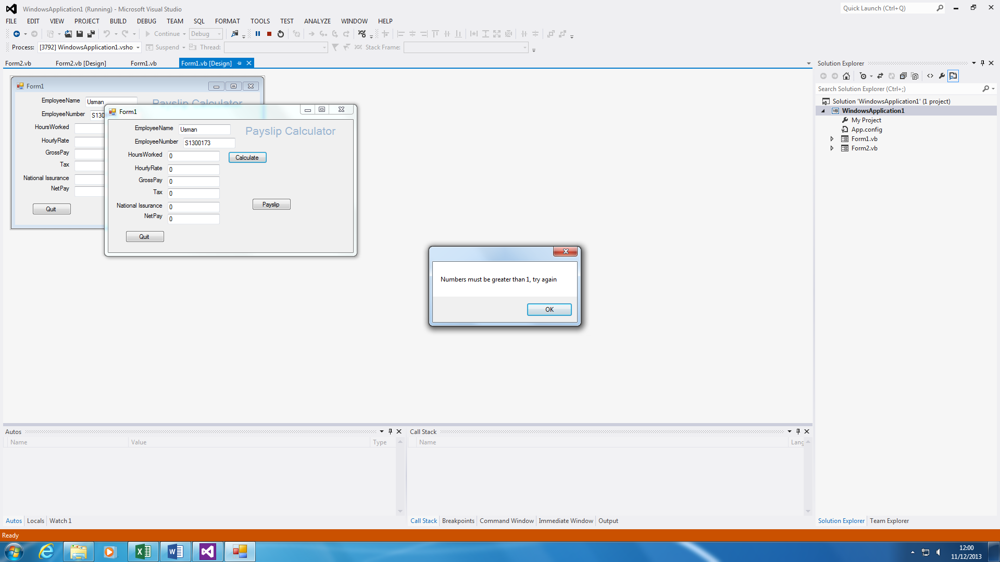 WindowsApplication1 (Running) - Microsoft Visual Studio
Quick Launch (Ctrl+Q)
FILE EDIT VIEW PROJECT BUILD DEBUG TEAM SQL FORMAT TOOLS TEST ANALYZE WINDOW HELP
Continue Debug
Process: [3792] WindowsApplication1.vsho Suspend Thread: Stack Frame:
Form2.vb Form2.vb [Design] Form1.vb Form1.vb [Design]
Form1
EmployeeName Usman
Payslip Calculator
EmployeeNumber S130
HoursWorked
HourlyRate
GrossPay
Tax
National Issurance
NetPay
Quit
Form1
EmployeeName Usman
Payslip Calculator
EmployeeNumber S1300173
HoursWorked 0
Calculate
HourlyRate 0
GrossPay 0
Tax 0
Payslip
National Issurance 0
NetPay 0
Quit
Numbers must be greater than 1, try again
OK
Solution Explorer
Search Solution Explorer (Ctrl+;)
Solution 'WindowsApplication1' (1 project)
VB WindowsApplication1
My Project
App.config
Form1.vb
Form2.vb
Autos
Name Value Type
Call Stack
Name Lang
Autos Locals Watch 1
Call Stack Breakpoints Command Window Immediate Window Output
Solution Explorer Team Explorer
Ready
12:00
11/12/2013